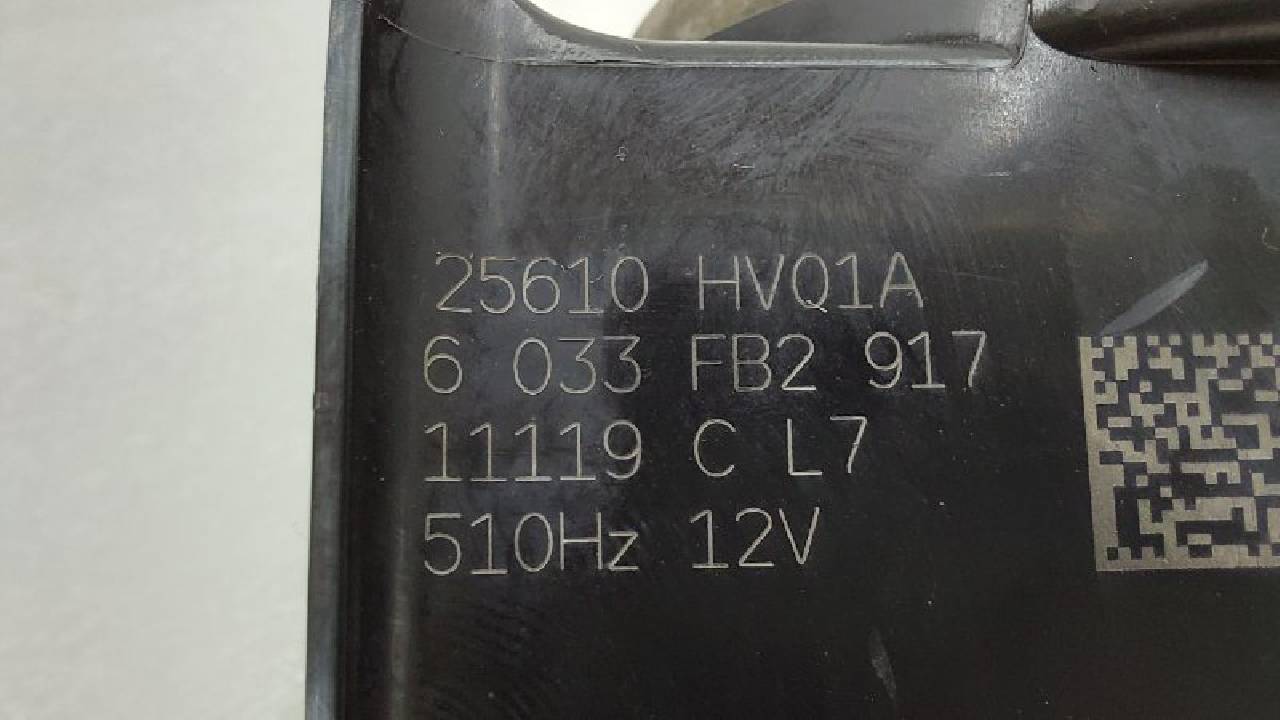 25610 HVQ1A
6 033 FB2 917
11119 C L7
510Hz 12V